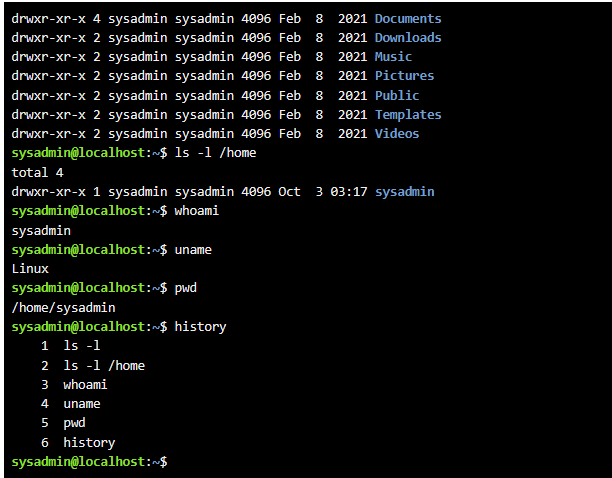 drwxr-xr-x 4 sysadmin sysadmin 4096 Feb  8  2021 Documents
drwxr-xr-x 2 sysadmin sysadmin 4096 Feb  8  2021 Downloads
drwxr-xr-x 2 sysadmin sysadmin 4096 Feb  8  2021 Music
drwxr-xr-x 2 sysadmin sysadmin 4096 Feb  8  2021 Pictures
drwxr-xr-x 2 sysadmin sysadmin 4096 Feb  8  2021 Public
drwxr-xr-x 2 sysadmin sysadmin 4096 Feb  8  2021 Templates
drwxr-xr-x 2 sysadmin sysadmin 4096 Feb  8  2021 Videos
sysadmin@localhost:~$ ls -l /home
total 4
drwxr-xr-x 1 sysadmin sysadmin 4096 Oct  3 03:17 sysadmin
sysadmin@localhost:~$ whoami
sysadmin
sysadmin@localhost:~$ uname
Linux
sysadmin@localhost:~$ pwd
/home/sysadmin
sysadmin@localhost:~$ history
    1  ls -l
    2  ls -l /home
    3  whoami
    4  uname
    5  pwd
    6  history
sysadmin@localhost:~$